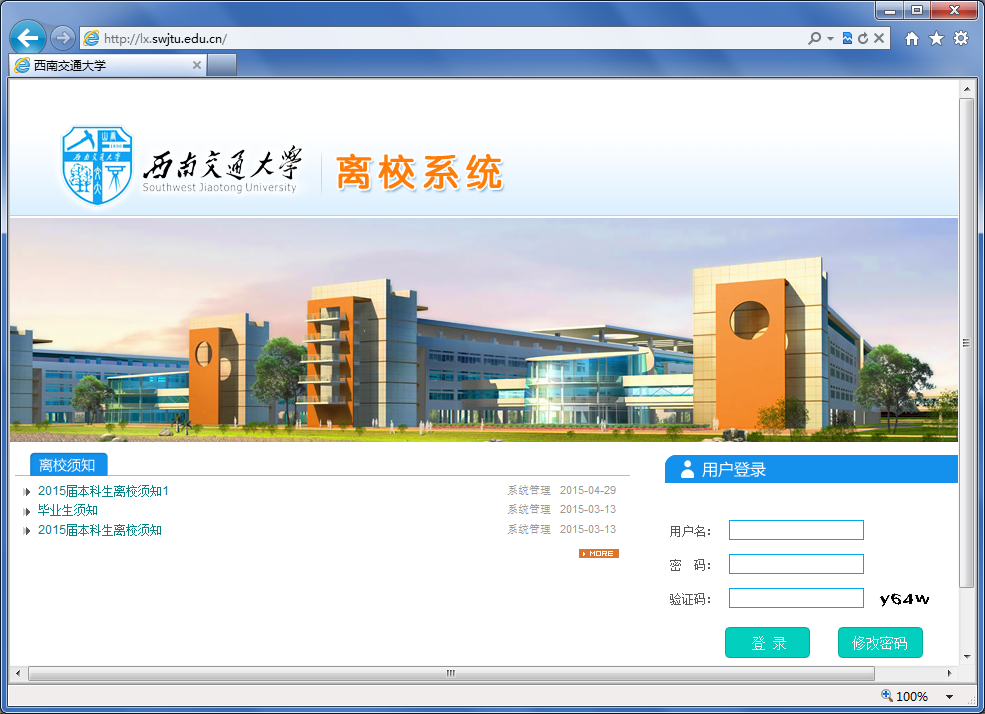 http://lx.swjtu.edu.cn/
西南交通大学
西南交通大学
Southwest Jiaotong University
离校系统
离校须知
2015届本科生离校须知1 系统管理 2015-04-29
毕业生须知 系统管理 2015-03-13
2015届本科生离校须知 系统管理 2015-03-13
MORE
用户登录
用户名：
密 码：
验证码： y64w
登 录 修改密码
100%